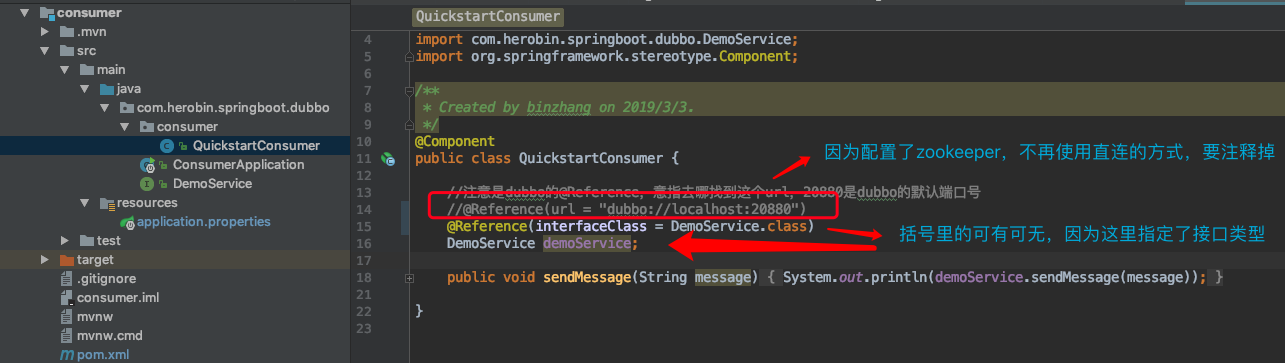 consumer
.mvn
src
main
java
com.herobin.springboot.dubbo
consumer
QuickstartConsumer
ConsumerApplication
DemoService
resources
application.properties
test
target
.gitignore
consumer.iml
mvnw
mvnw.cmd
pom.xml
QuickstartConsumer
4 import com.herobin.springboot.dubbo.DemoService;
5 import org.springframework.stereotype.Component;
6
7 /**
8 * Created by binzhang on 2019/3/3.
9 */
10 @Component
11 public class QuickstartConsumer {
12
因为配置了zookeeper，不再使用直连的方式，要注释掉
13 //注意是dubbo的@Reference，意指去哪找到这个url，20880是dubbo的默认端口号
14 //@Reference(url = "dubbo://localhost:20880")
15 @Reference(interfaceClass = DemoService.class)
括号里的可有可无，因为这里指定了接口类型
16 DemoService demoService;
17
18 public void sendMessage(String message) { System.out.println(demoService.sendMessage(message)); }
21
22 }
23